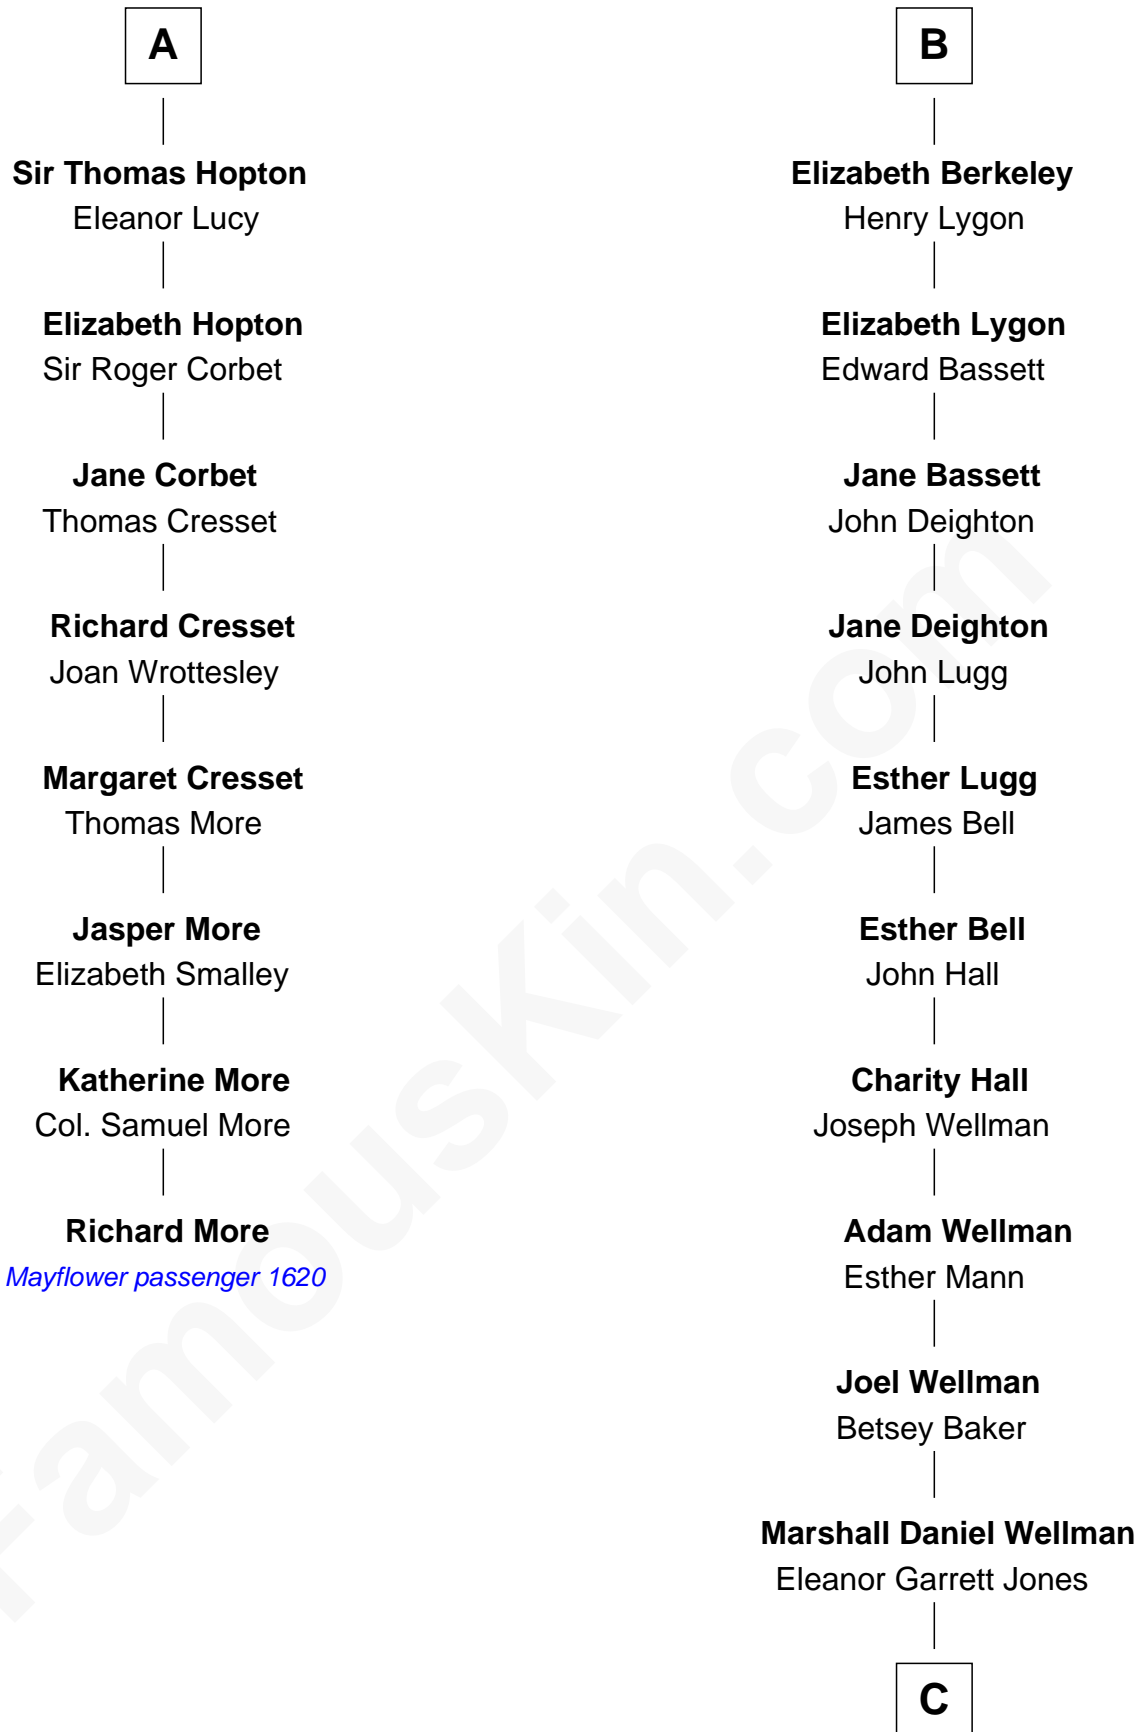 A
Sir Thomas Hopton
Eleanor Lucy
Elizabeth Hopton
Sir Roger Corbet
Jane Corbet
Thomas Cresset
Richard Cresset
Joan Wrottesley
Margaret Cresset
Thomas More
Jasper More
Elizabeth Smalley
Katherine More
Col. Samuel More
Richard More
Mayflower passenger 1620
B
Elizabeth Berkeley
Henry Lygon
Elizabeth Lygon
Edward Bassett
Jane Bassett
John Deighton
Jane Deighton
John Lugg
Esther Lugg
James Bell
Esther Bell
John Hall
Charity Hall
Joseph Wellman
Adam Wellman
Esther Mann
Joel Wellman
Betsey Baker
Marshall Daniel Wellman
Eleanor Garrett Jones
C
FamousKin.com